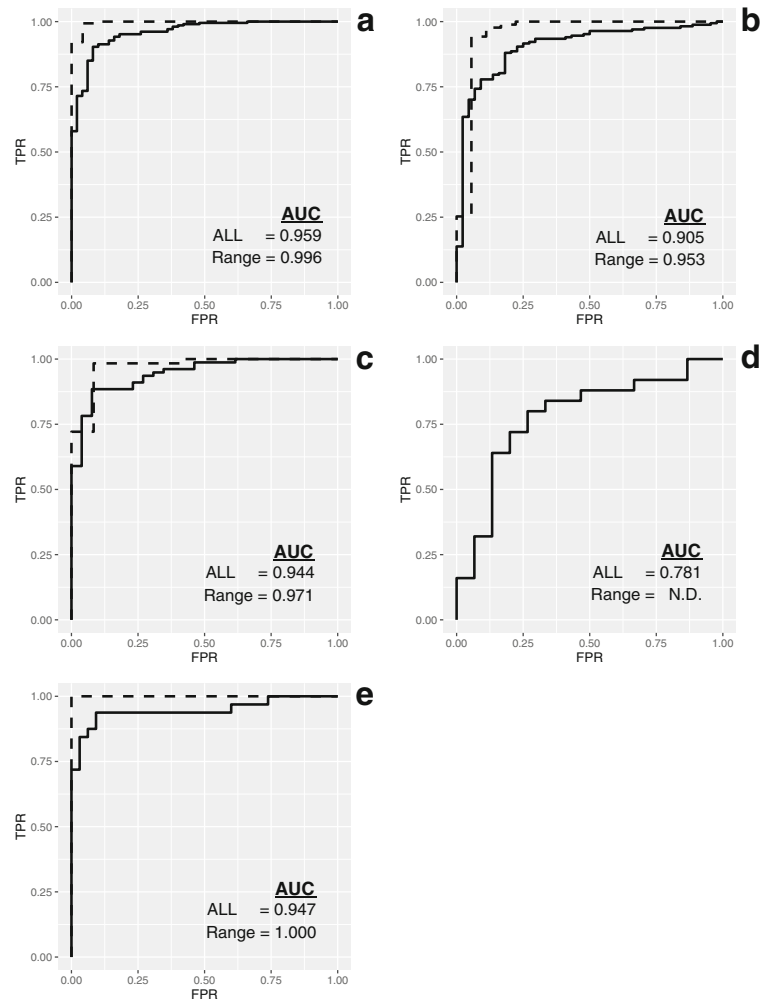 a
1.00
0.75
0.50
0.25
0.00
TPR
AUC
ALL = 0.959
Range = 0.996
0.00 0.25 0.50 0.75 1.00
FPR
b
1.00
0.75
0.50
0.25
0.00
TPR
AUC
ALL = 0.905
Range = 0.953
0.00 0.25 0.50 0.75 1.00
FPR
c
1.00
0.75
0.50
0.25
0.00
TPR
AUC
ALL = 0.944
Range = 0.971
0.00 0.25 0.50 0.75 1.00
FPR
d
1.00
0.75
0.50
0.25
0.00
TPR
AUC
ALL = 0.781
Range = N.D.
0.00 0.25 0.50 0.75 1.00
FPR
e
1.00
0.75
0.50
0.25
0.00
TPR
AUC
ALL = 0.947
Range = 1.000
0.00 0.25 0.50 0.75 1.00
FPR